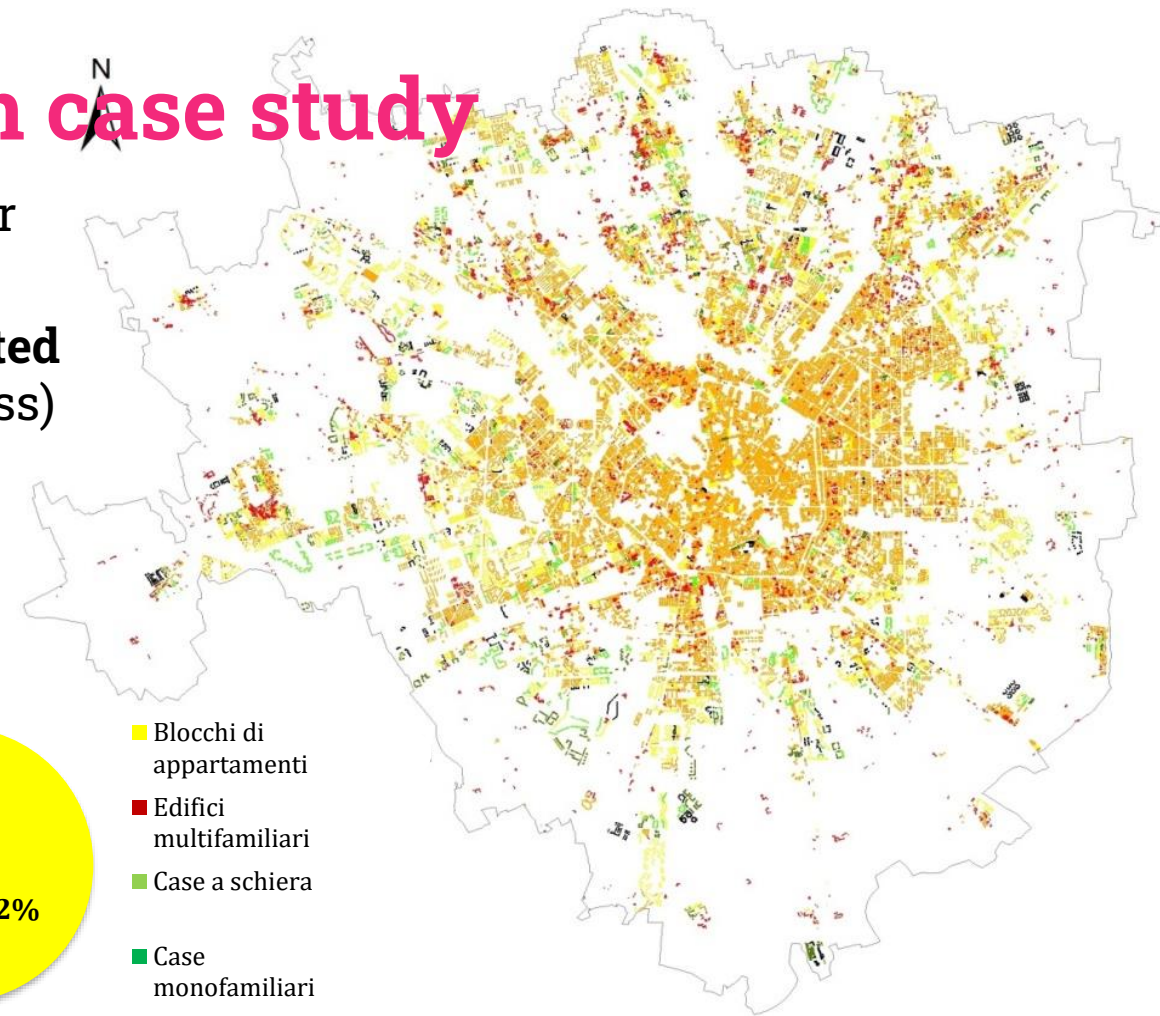 N
n case study
r
ted
ss)
Blocchi di
appartamenti
Edifici
multifamiliari
Case a schiera
Case
monofamiliari
2%